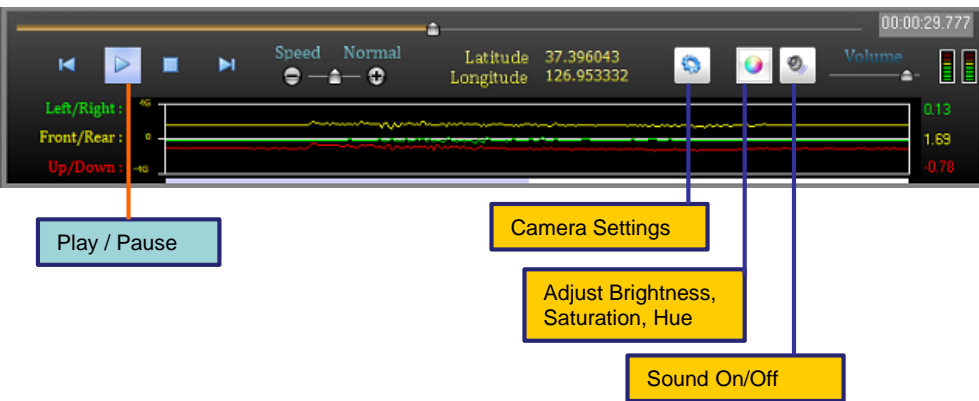 00:00:29.777
Speed Normal
Latitude 37.396043
Longitude 126.953332
Volume
Left/Right : 4G 0.13
Front/Rear : 0 1.69
Up/Down : -4G -0.78
Play / Pause
Camera Settings
Adjust Brightness,
Saturation, Hue
Sound On/Off